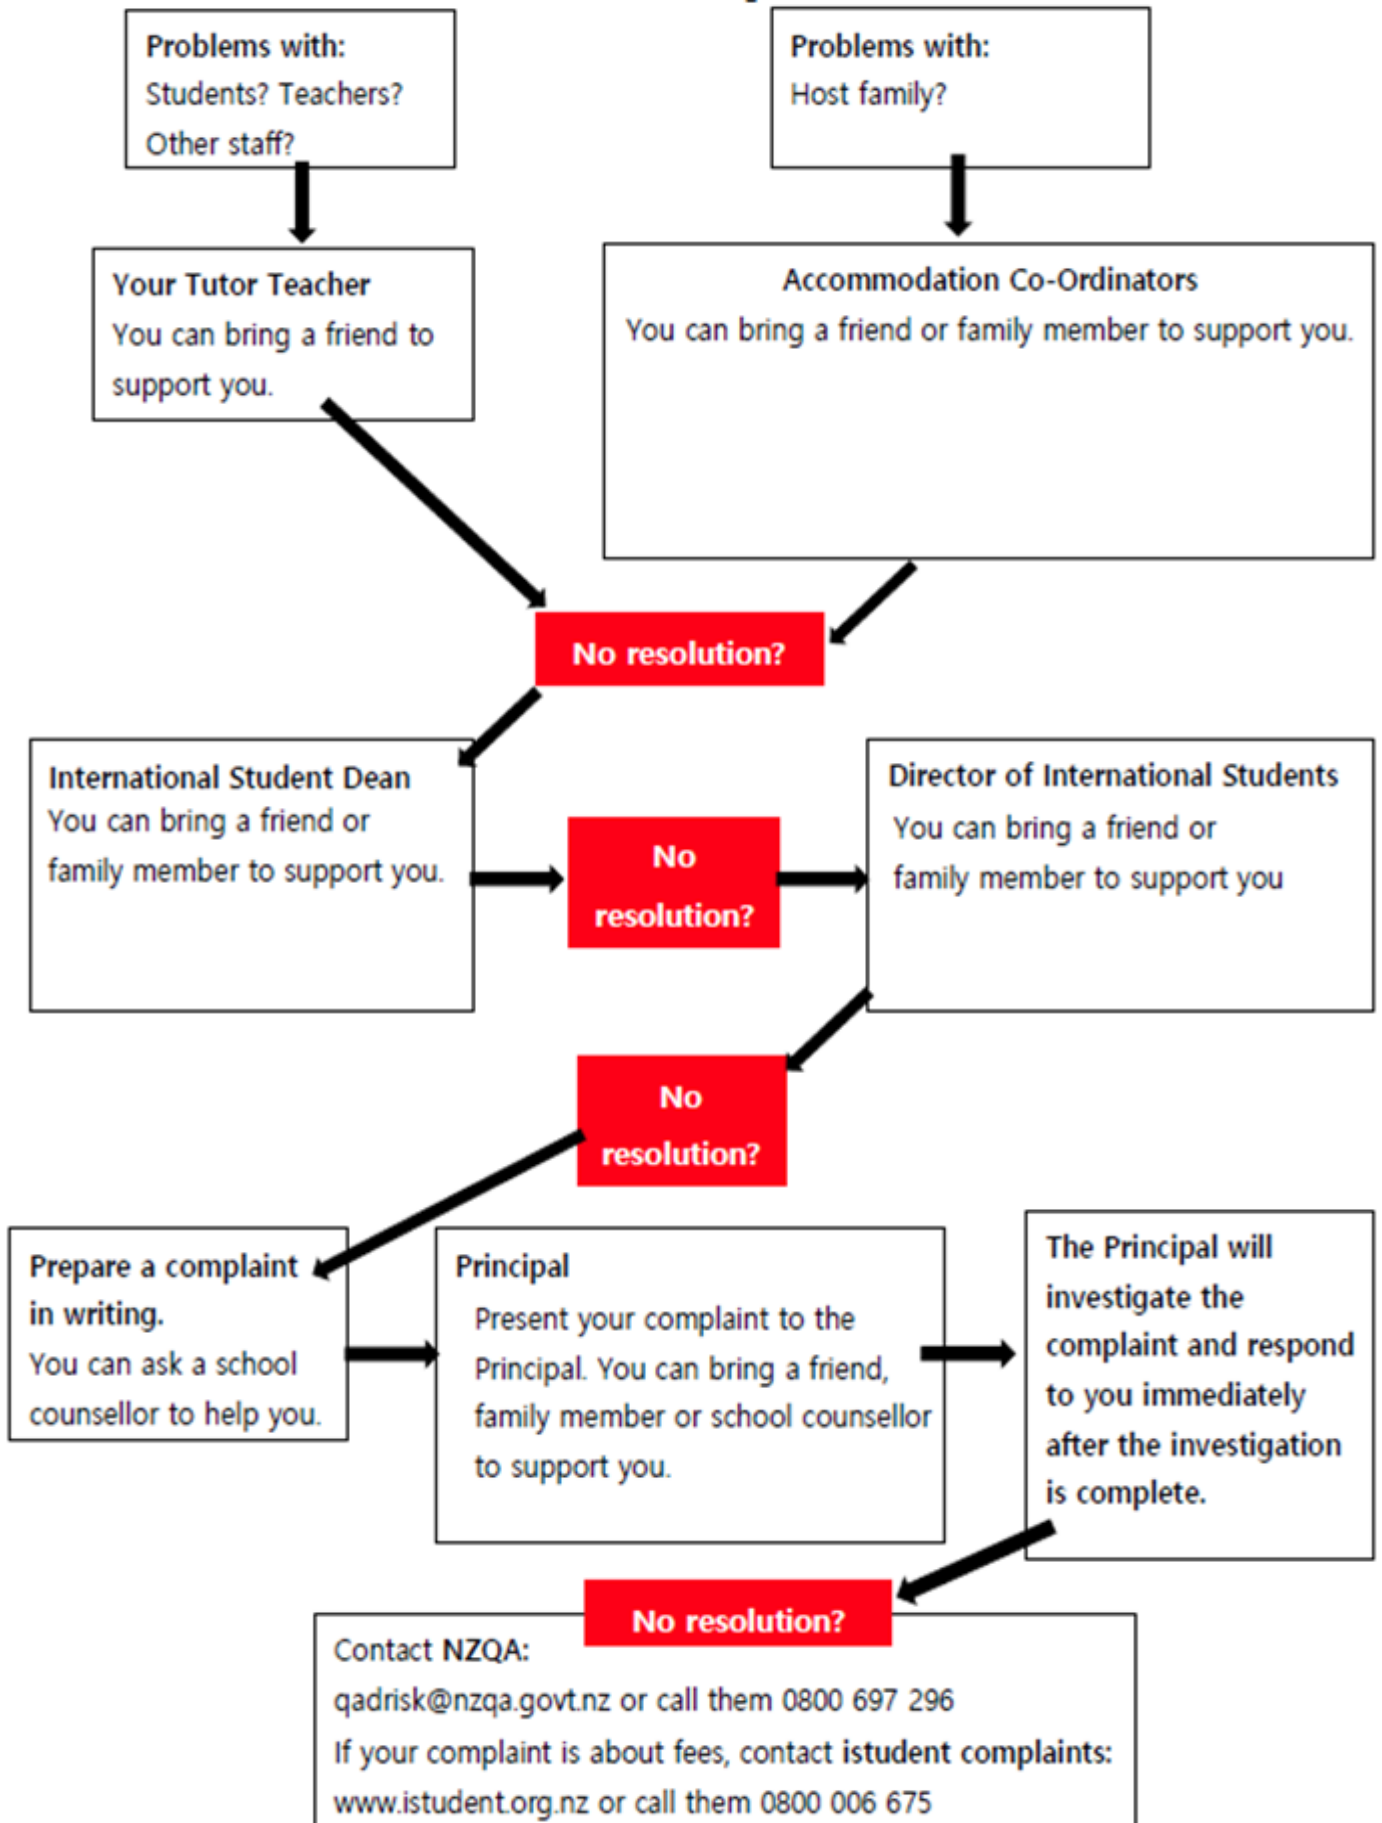 Problems with:
Students? Teachers?
Other staff?
Problems with:
Host family?
Your Tutor Teacher
You can bring a friend to
support you.
Accommodation Co-Ordinators
You can bring a friend or family member to support you.
No resolution?
International Student Dean
You can bring a friend or
family member to support you.
No
resolution?
Director of International Students
You can bring a friend or
family member to support you
No
resolution?
Prepare a complaint
in writing.
You can ask a school
counsellor to help you.
Principal
Present your complaint to the
Principal. You can bring a friend,
family member or school counsellor
to support you.
The Principal will
investigate the
complaint and respond
to you immediately
after the investigation
is complete.
No resolution?
Contact NZQA:
qadrisk@nzqa.govt.nz or call them 0800 697 296
If your complaint is about fees, contact istudent complaints:
www.istudent.org.nz or call them 0800 006 675